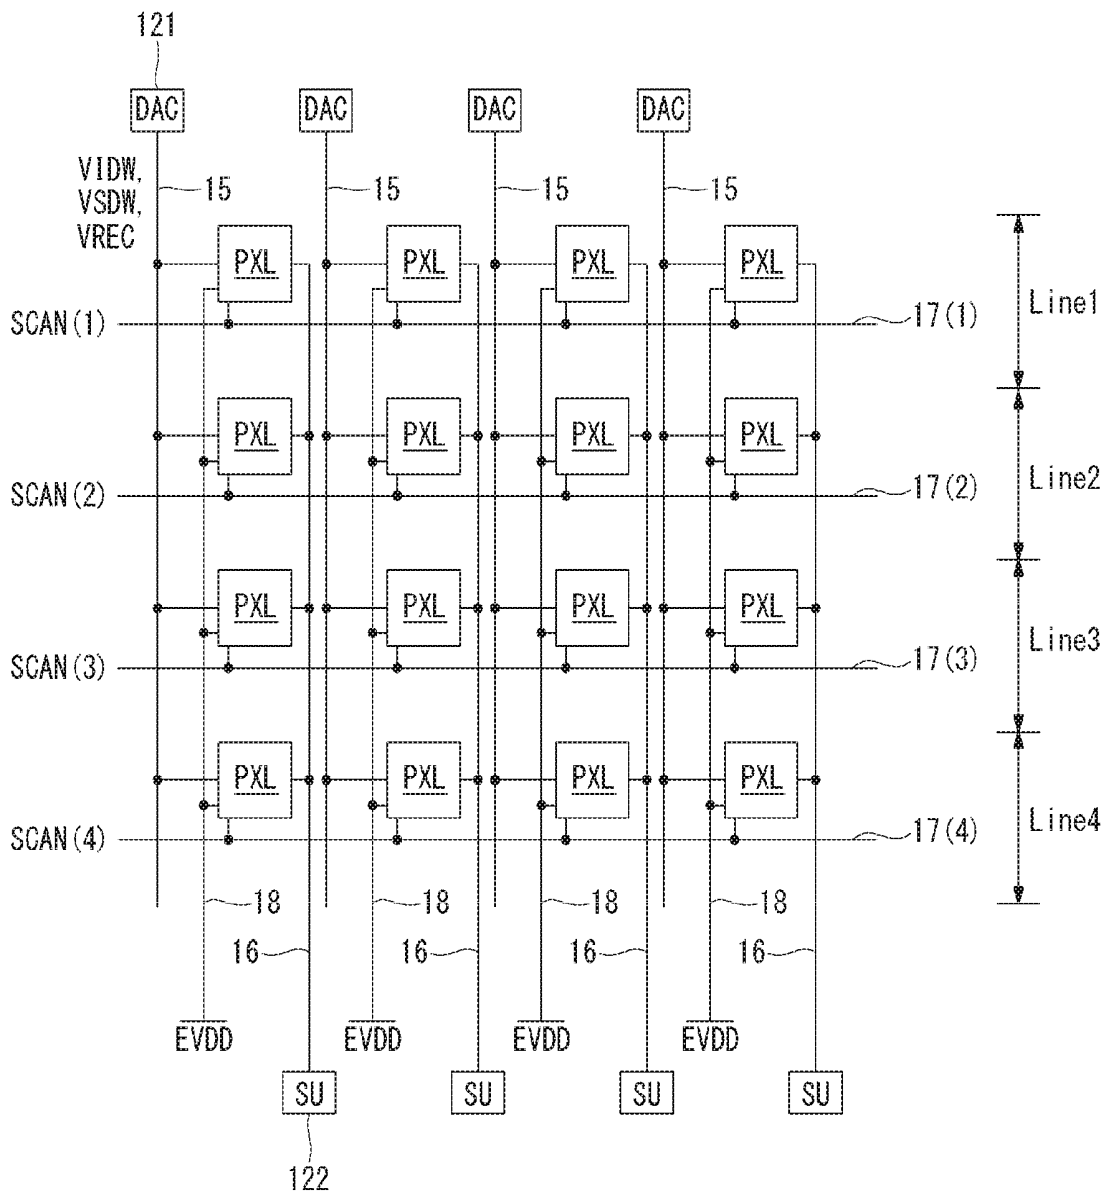 121
DAC DAC DAC DAC
VIDW,
VSDW,
VREC
15 15 15 15
PXL PXL PXL PXL
SCAN(1) 17(1) Line1
PXL PXL PXL PXL
SCAN(2) 17(2) Line2
PXL PXL PXL PXL
SCAN(3) 17(3) Line3
PXL PXL PXL PXL
SCAN(4) 17(4) Line4
18 18 18 18
16 16 16 16
EVDD EVDD EVDD EVDD
SU SU SU SU
122